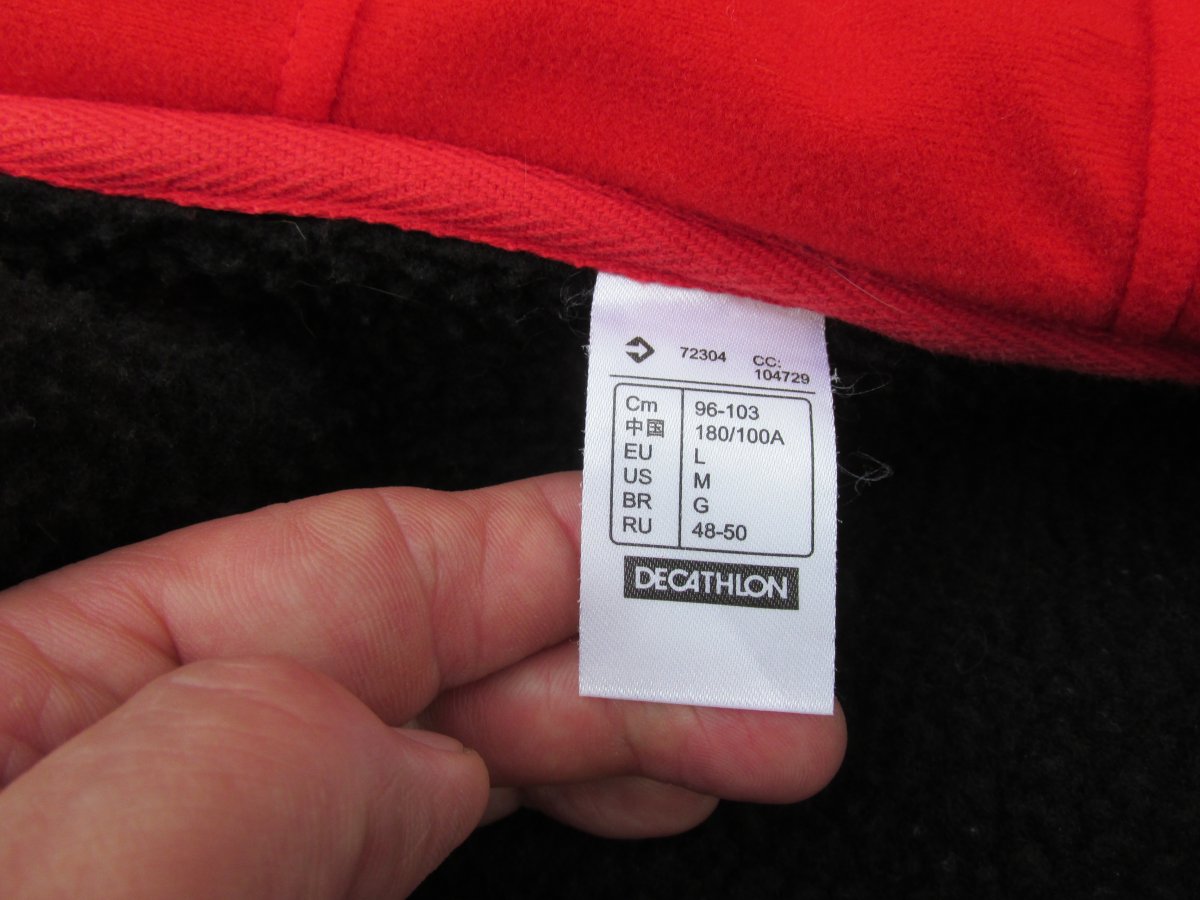 72304 CC:
104729
Cm 96-103
中国 180/100A
EU L
US M
BR G
RU 48-50
DECATHLON